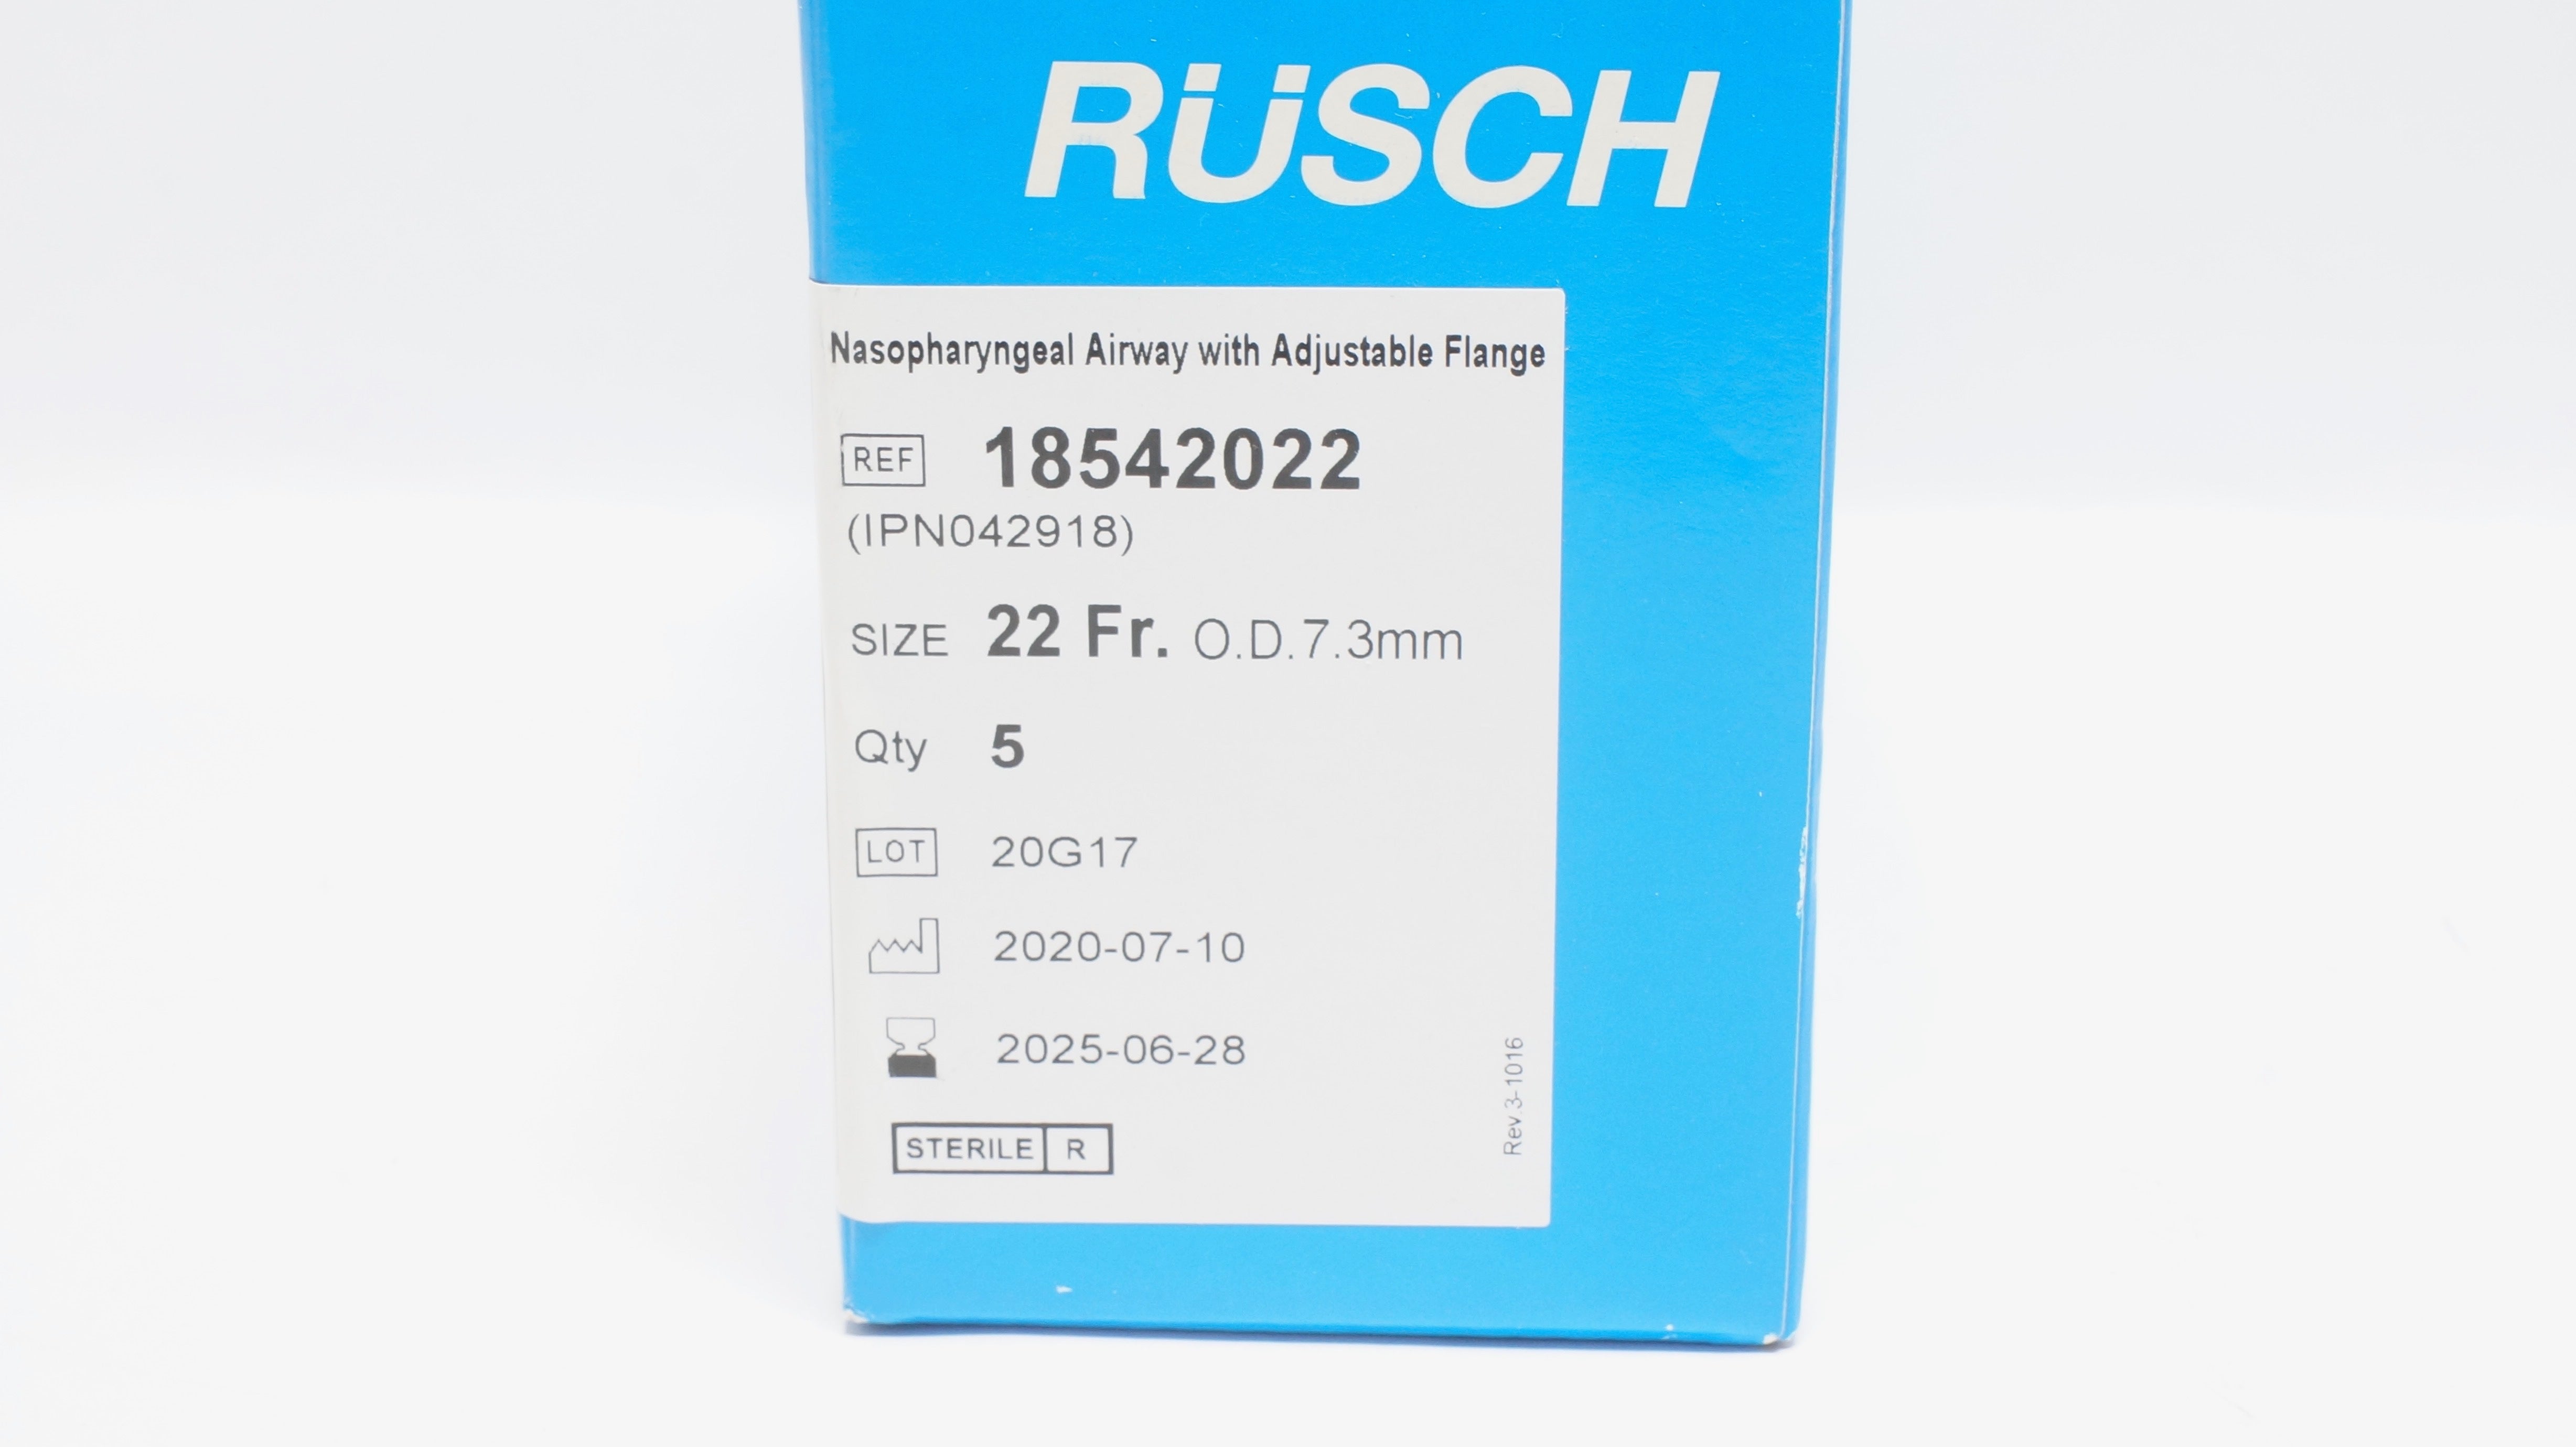 RÜSCH
Nasopharyngeal Airway with Adjustable Flange
REF 18542022
(IPN042918)
SIZE 22 Fr. O.D.7.3mm
Qty 5
LOT 20G17
2020-07-10
2025-06-28
STERILE R
Rev 3-1016